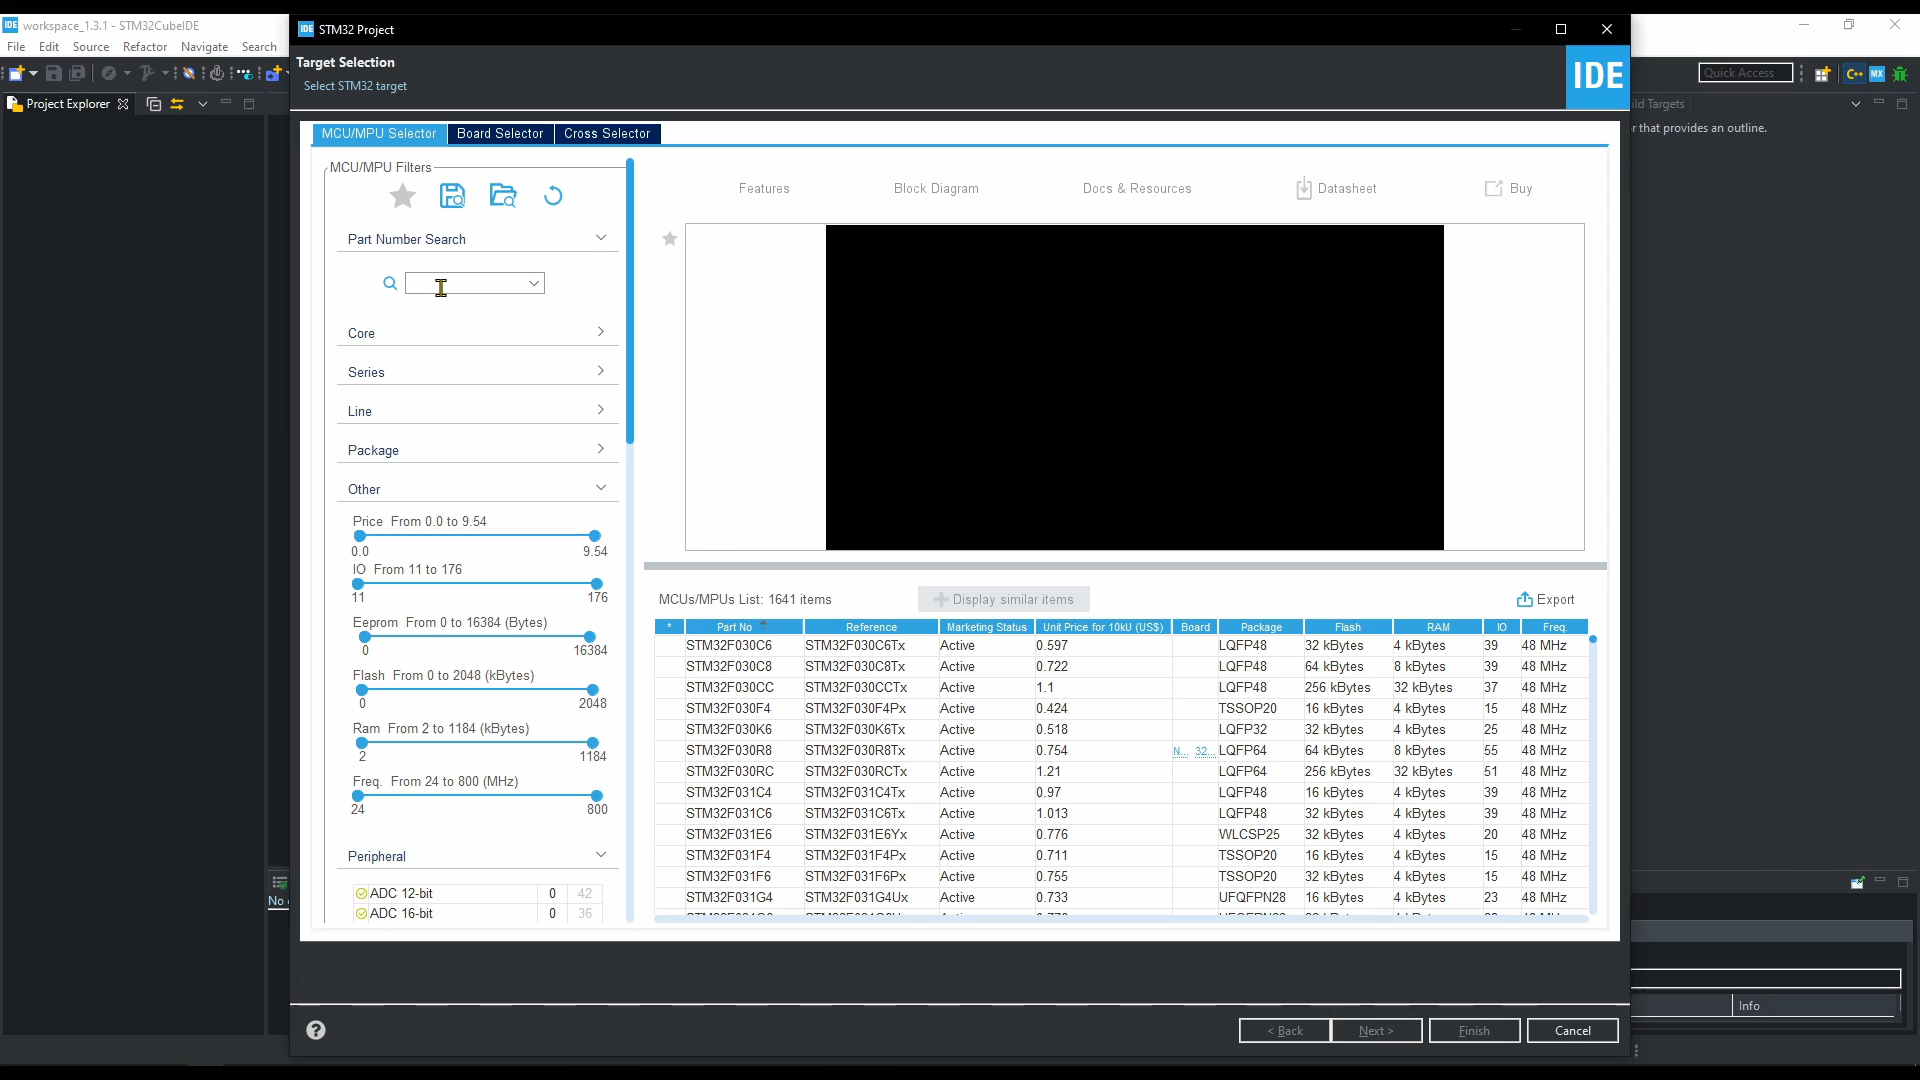 IDE workspace_1.3.1 - STM32CubeIDE
File Edit Source Refactor Navigate Search
Project Explorer
IDE STM32 Project
Target Selection
Select STM32 target
IDE
Quick Access
C++ MX
ild Targets
r that provides an outline.
MCU/MPU Selector Board Selector Cross Selector
MCU/MPU Filters
Features Block Diagram Docs & Resources Datasheet Buy
Part Number Search
Core
Series
Line
Package
Other
Price From 0.0 to 9.54
0.0 9.54
IO From 11 to 176
11 176
Eeprom From 0 to 16384 (Bytes)
0 16384
Flash From 0 to 2048 (kBytes)
0 2048
Ram From 2 to 1184 (kBytes)
2 1184
Freq. From 24 to 800 (MHz)
24 800
Peripheral
ADC 12-bit 0 42
ADC 16-bit 0 36
MCUs/MPUs List: 1641 items Display similar items Export
* Part No Reference Marketing Status Unit Price for 10kU (US$) Board Package Flash RAM IO Freq.
STM32F030C6 STM32F030C6Tx Active 0.597 LQFP48 32 kBytes 4 kBytes 39 48 MHz
STM32F030C8 STM32F030C8Tx Active 0.722 LQFP48 64 kBytes 8 kBytes 39 48 MHz
STM32F030CC STM32F030CCTx Active 1.1 LQFP48 256 kBytes 32 kBytes 37 48 MHz
STM32F030F4 STM32F030F4Px Active 0.424 TSSOP20 16 kBytes 4 kBytes 15 48 MHz
STM32F030K6 STM32F030K6Tx Active 0.518 LQFP32 32 kBytes 4 kBytes 25 48 MHz
STM32F030R8 STM32F030R8Tx Active 0.754 N... 32... LQFP64 64 kBytes 8 kBytes 55 48 MHz
STM32F030RC STM32F030RCTx Active 1.21 LQFP64 256 kBytes 32 kBytes 51 48 MHz
STM32F031C4 STM32F031C4Tx Active 0.97 LQFP48 16 kBytes 4 kBytes 39 48 MHz
STM32F031C6 STM32F031C6Tx Active 1.013 LQFP48 32 kBytes 4 kBytes 39 48 MHz
STM32F031E6 STM32F031E6Yx Active 0.776 WLCSP25 32 kBytes 4 kBytes 20 48 MHz
STM32F031F4 STM32F031F4Px Active 0.711 TSSOP20 16 kBytes 4 kBytes 15 48 MHz
STM32F031F6 STM32F031F6Px Active 0.755 TSSOP20 32 kBytes 4 kBytes 15 48 MHz
STM32F031G4 STM32F031G4Ux Active 0.733 UFQFPN28 16 kBytes 4 kBytes 23 48 MHz
No
Info
? < Back Next > Finish Cancel